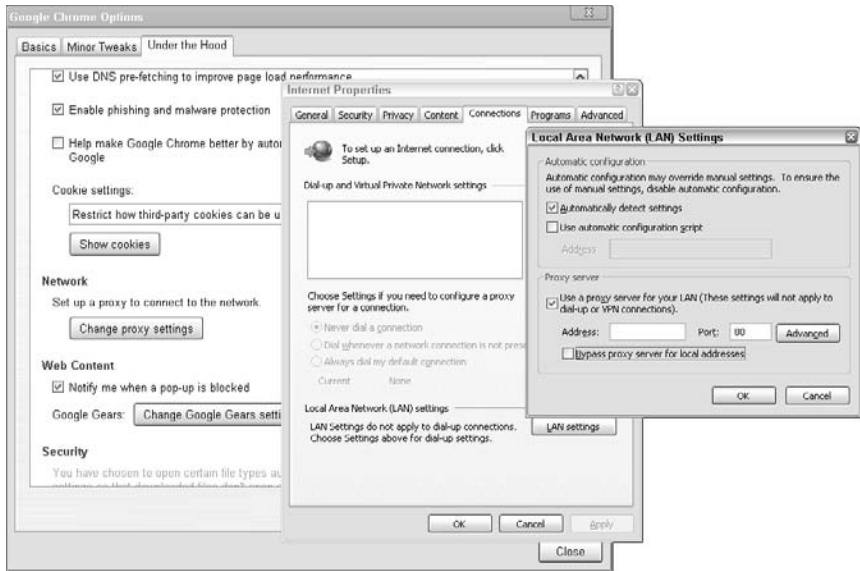 Google Chrome Options
Basics
Minor Tweaks
Under the Hood
Use DNS pre-fetching to improve page load performance
Enable phishing and malware protection
Help make Google Chrome better by autor
Google
Cookie settings:
Restrict how third-party cookies can be u
Show cookies
Network
Set up a proxy to connect to the network.
Change proxy settings
Web Content
Notify me when a pop-up is blocked
Google Gears:
Change Google Gears setti
Security
You have chosen to open certain file types au
Close
Internet Properties
General
Security
Privacy
Content
Connections
Programs
Advanced
To set up an Internet connection, click
Setup.
Dial-up and Virtual Private Network settings
Choose Settings if you need to configure a proxy
server for a connection.
Never dial a connection
Dial whenever a network connection is not prese
Always dial my default connection
Current
None
Local Area Network (LAN) settings
LAN Settings do not apply to dial-up connections.
Choose Settings above for dial-up settings.
LAN settings
OK
Cancel
Apply
Local Area Network (LAN) Settings
Automatic configuration
Automatic configuration may override manual settings. To ensure the
use of manual settings, disable automatic configuration.
Automatically detect settings
Use automatic configuration script
Address
Proxy server
Use a proxy server for your LAN (These settings will not apply to
dial-up or VPN connections).
Address:
Port:
80
Advanced
Bypass proxy server for local addresses
OK
Cancel